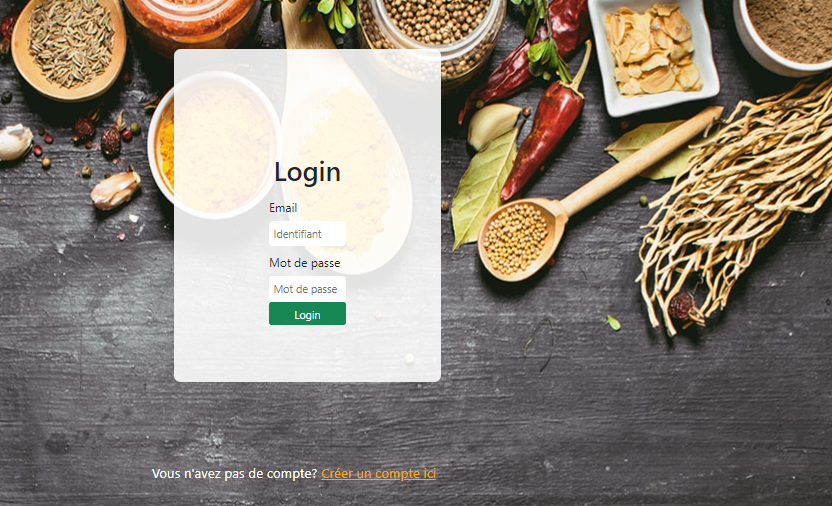 Login
Email
Identifiant
Mot de passe
Mot de passe
Login
Vous n'avez pas de compte? Créer un compte ici